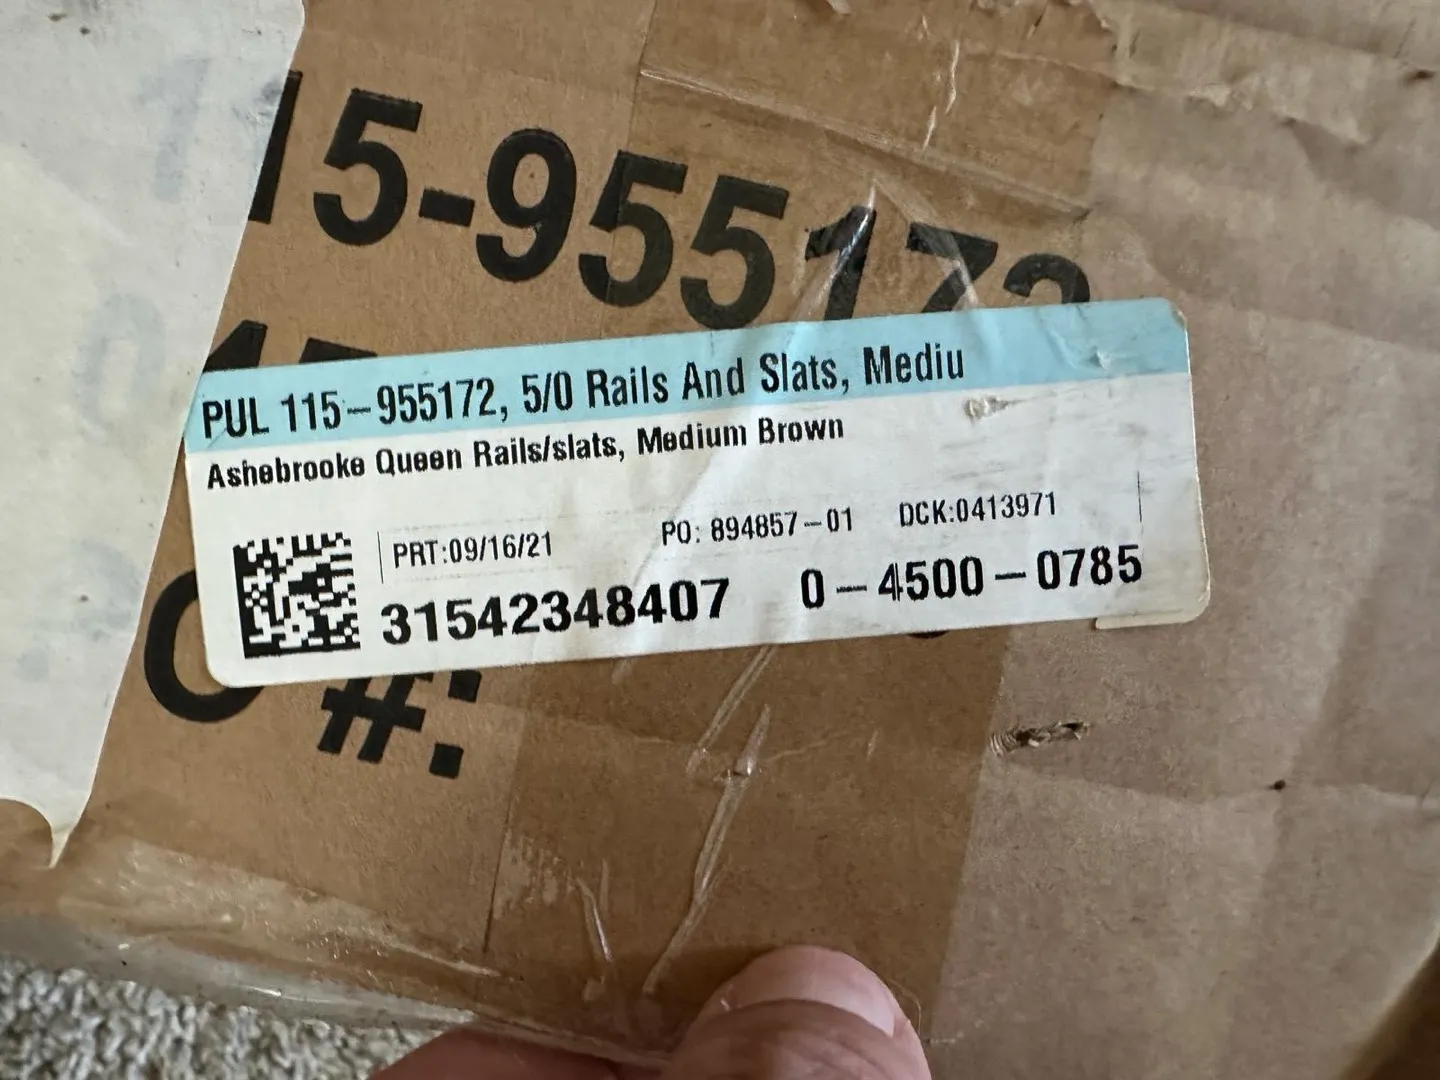 15-955172
PUL 115-955172, 5/0 Rails And Slats, Mediu
Ashebrooke Queen Rails/slats, Medium Brown
PRT:09/16/21 PO: 894857-01 DCK:0413971
31542348407 0-4500-0785
O #: